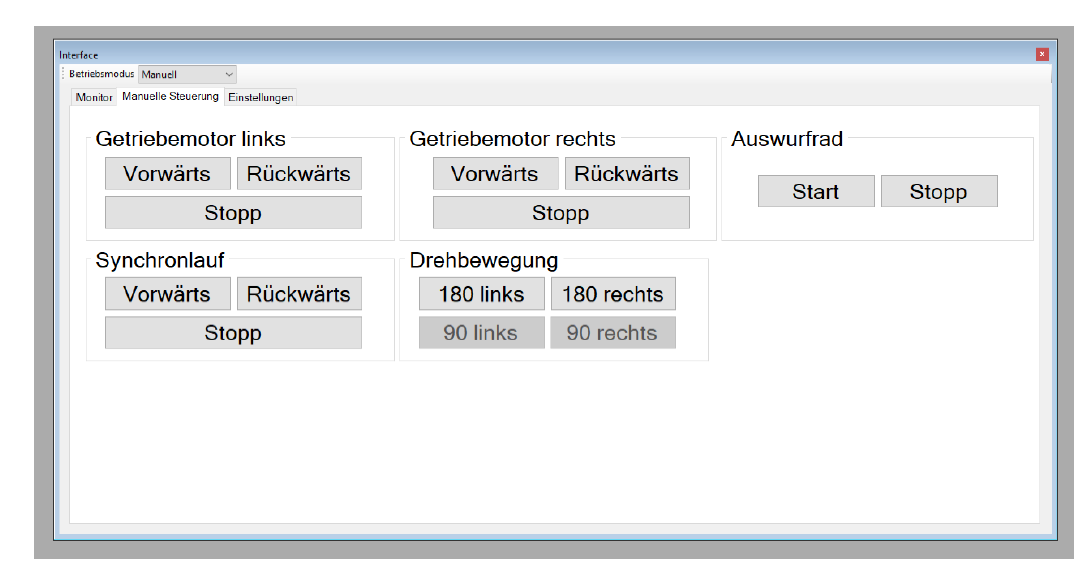 Interface
Betriebsmodus Manuell
Monitor Manuelle Steuerung Einstellungen
Getriebemotor links Getriebemotor rechts Auswurfrad
Vorwärts Rückwärts Vorwärts Rückwärts Start Stopp
Stopp Stopp
Synchronlauf Drehbewegung
Vorwärts Rückwärts 180 links 180 rechts
Stopp 90 links 90 rechts